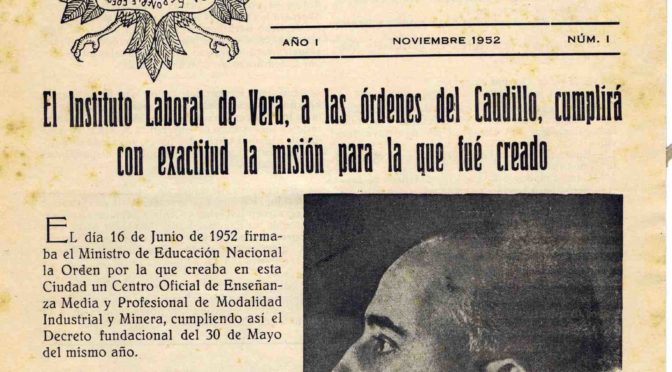 AÑO I NOVIEMBRE 1952 NÚM. I
El Instituto Laboral de Vera, a las órdenes del Caudillo, cumplirá
con exactitud la misión para la que fué creado
EL día 16 de Junio de 1952 firma-
ba el Ministro de Educación Nacional
la Orden por la que creaba en esta
Ciudad un Centro Oficial de Enseñan-
za Media y Profesional de Modalidad
Industrial y Minera, cumpliendo así el
Decreto fundacional del 30 de Mayo
del mismo año.